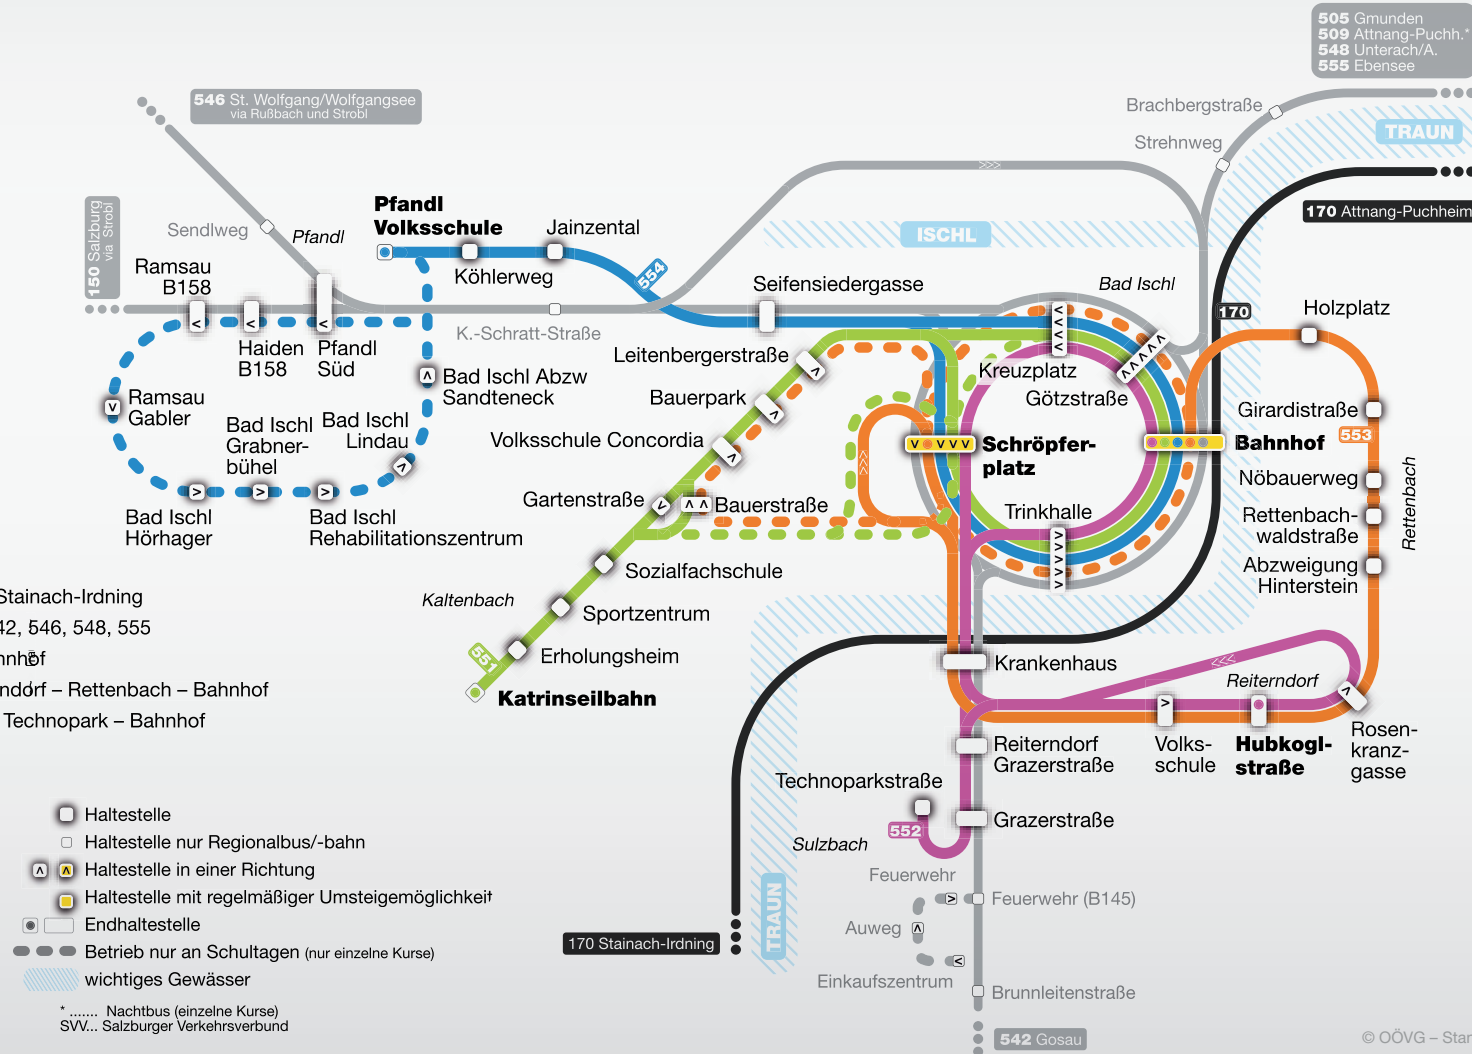 505 Gmunden
509 Attnang-Puchh.*
548 Unterach/A.
555 Ebensee
546 St. Wolfgang/Wolfgangsee
via Rußbach und Strobl
Brachbergstraße
Strehnweg
TRAUN
170 Attnang-Puchheim
150 Salzburg
via Strobl
Sendlweg
Pfandl
Pfandl
Volksschule
Jainzental
Köhlerweg
554
ISCHL
Ramsau
B158
Haiden
B158
Pfandl
Süd
K.-Schratt-Straße
Seifensiedergasse
Bad Ischl
170
Holzplatz
Leitenbergerstraße
Kreuzplatz
Götzstraße
Ramsau
Gabler
Bad Ischl Abzw
Sandteneck
Bauerpark
Girardistraße
553
Bad Ischl
Grabner-
bühel
Bad Ischl
Lindau
Volksschule Concordia
Schröpfer-
platz
Bahnhof
Nöbauerweg
Rettenbach
Gartenstraße
Bauerstraße
Trinkhalle
Rettenbach-
waldstraße
Bad Ischl
Hörhager
Bad Ischl
Rehabilitationszentrum
Abzweigung
Hinterstein
Sozialfachschule
Stainach-Irdning
Kaltenbach
Sportzentrum
42, 546, 548, 555
551
Erholungsheim
Krankenhaus
nnhof
Katrinseilbahn
Reiterndorf
ndorf – Rettenbach – Bahnhof
Technopark – Bahnhof
Reiterndorf
Grazerstraße
Volks-
schule
Hubkogl-
straße
Rosen-
kranz-
gasse
Technoparkstraße
552
Grazerstraße
Sulzbach
Haltestelle
Haltestelle nur Regionalbus/-bahn
Haltestelle in einer Richtung
Haltestelle mit regelmäßiger Umsteigemöglichkeit
Endhaltestelle
Betrieb nur an Schultagen (nur einzelne Kurse)
wichtiges Gewässer
* ....... Nachtbus (einzelne Kurse)
SVV... Salzburger Verkehrsverbund
Feuerwehr
Feuerwehr (B145)
Auweg
TRAUN
170 Stainach-Irdning
Einkaufszentrum
Brunnleitenstraße
542 Gosau
© OÖVG – Star